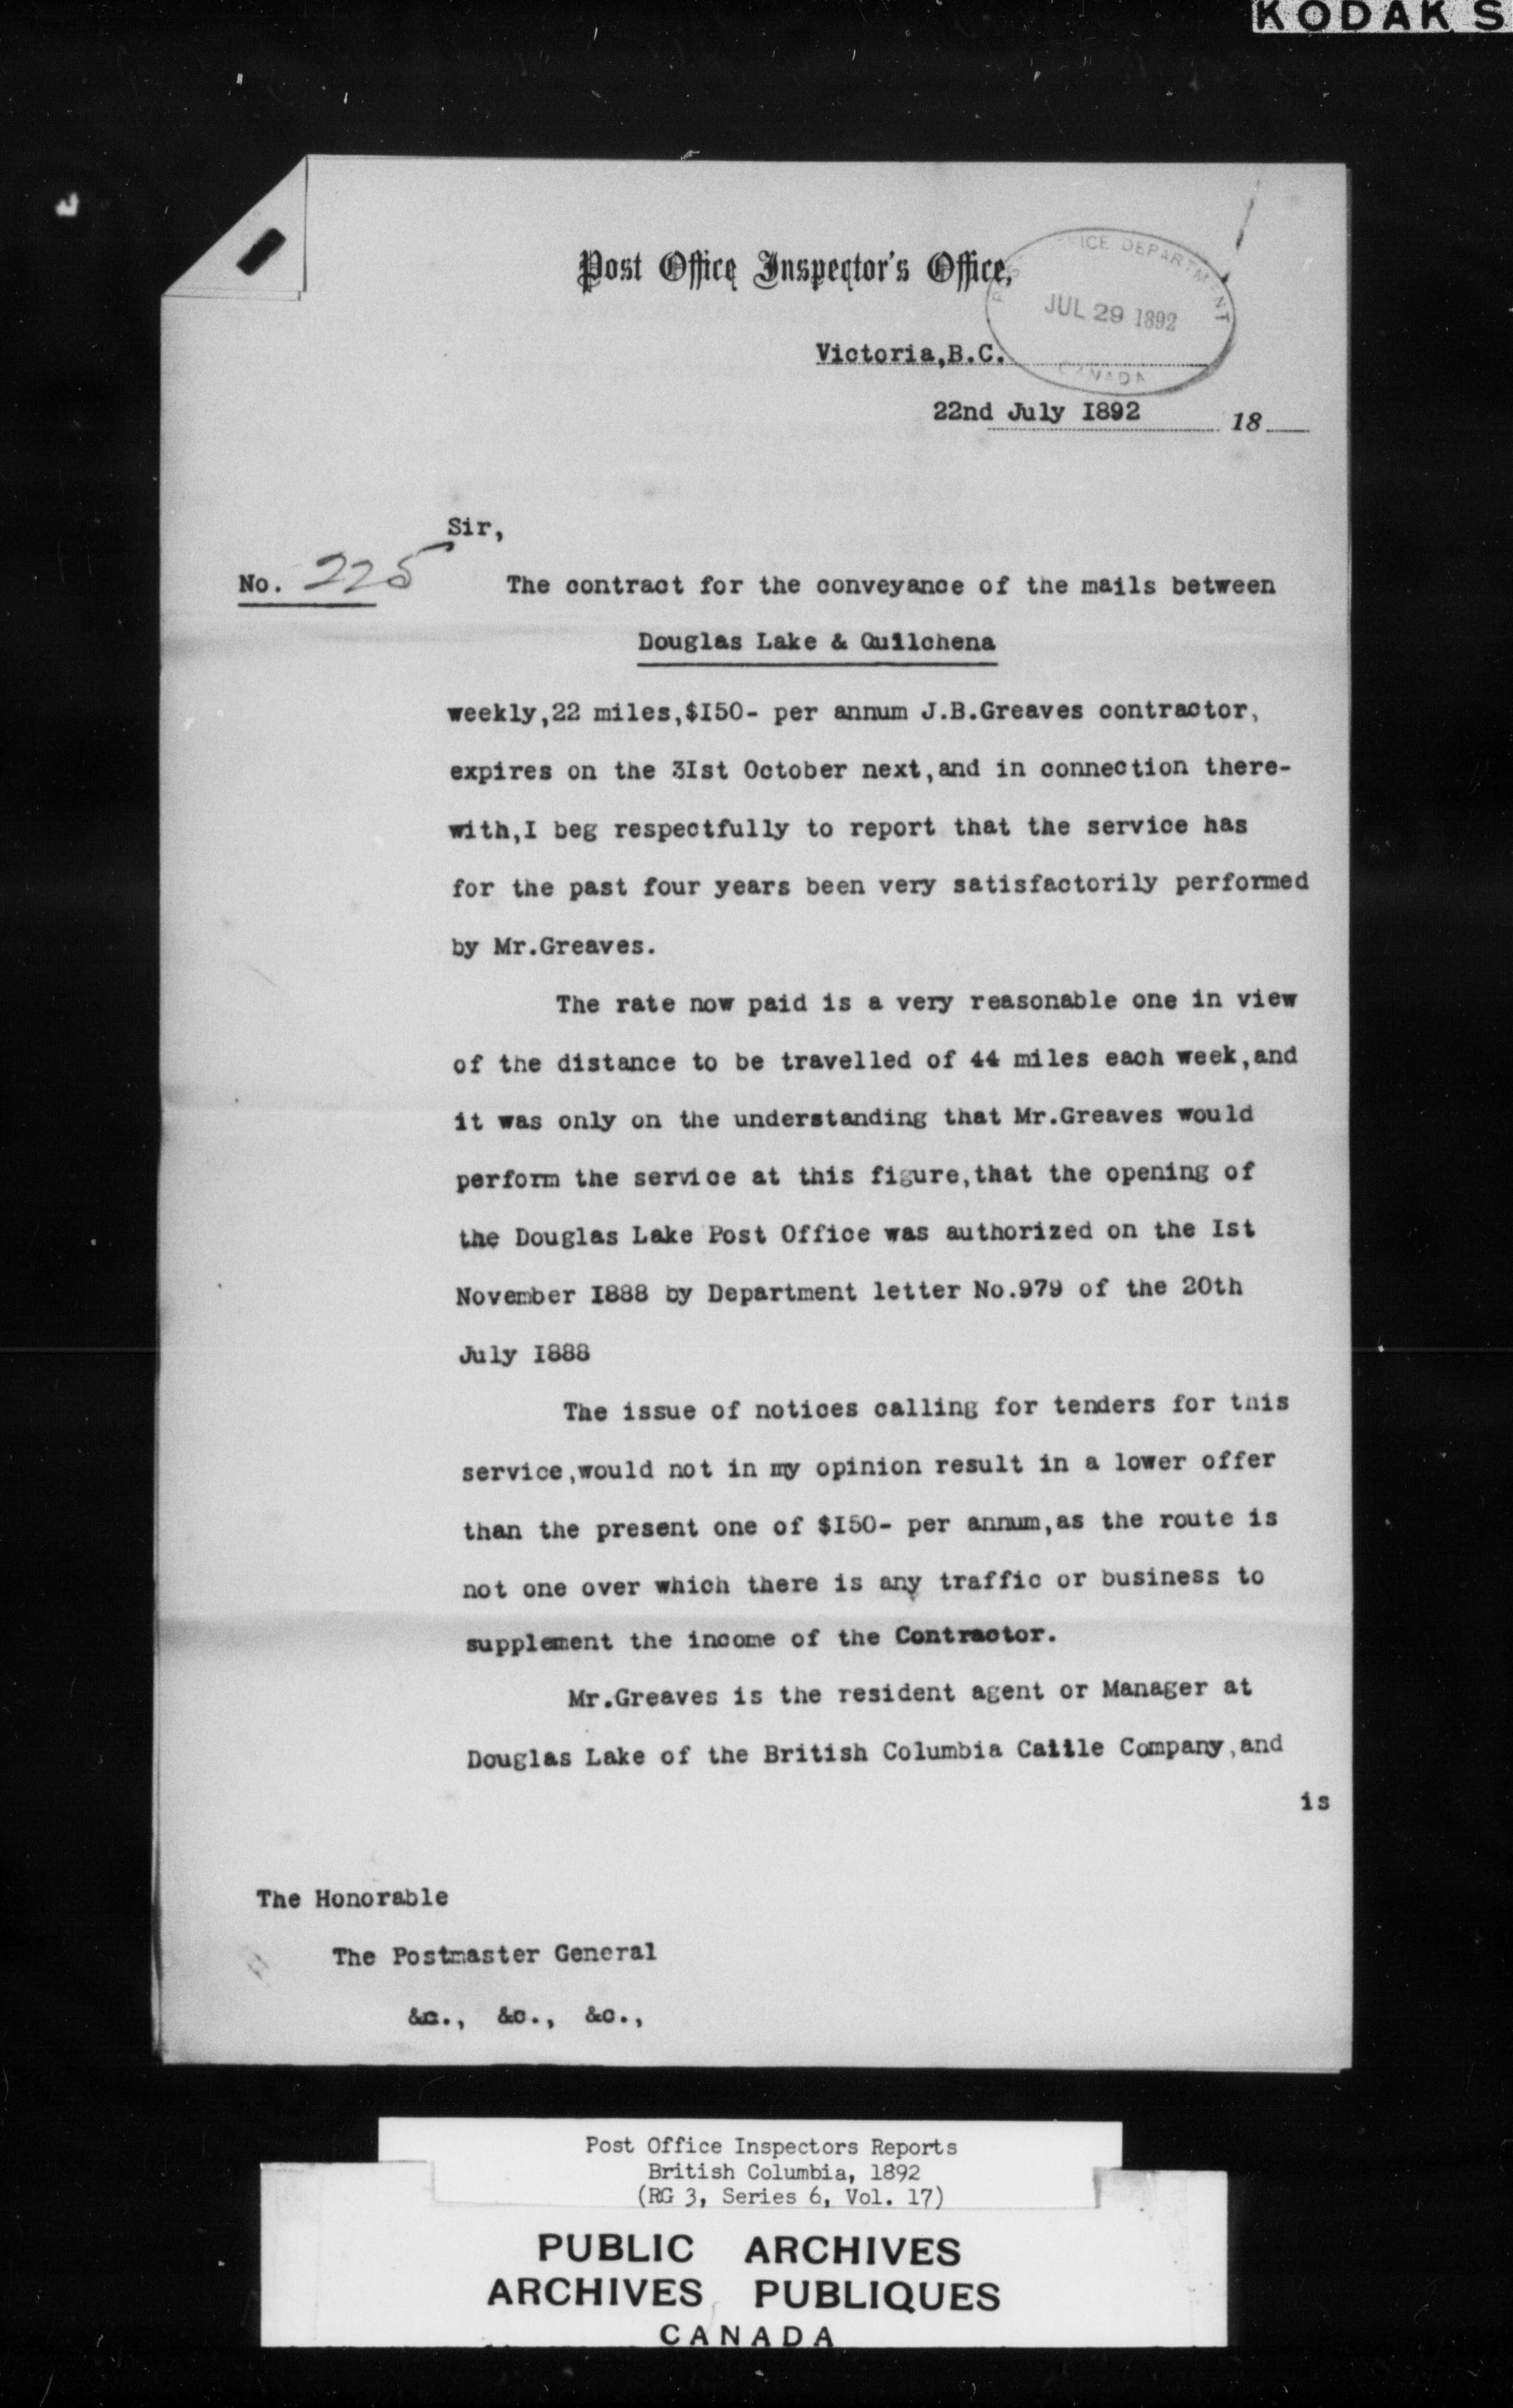 KODAK S
Post Office Inspector's Office,
POST OFFICE DEPARTMENT
JUL 29 1892
CANADA
Victoria,B.C.
22nd July I892 18
Sir,
No. 225
The contract for the conveyance of the mails between
Douglas Lake & Quilchena
weekly,22 miles,$I50- per annum J.B.Greaves contractor,
expires on the 3Ist October next,and in connection there-
with,I beg respectfully to report that the service has
for the past four years been very satisfactorily performed
by Mr.Greaves.
The rate now paid is a very reasonable one in view
of the distance to be travelled of 44 miles each week,and
it was only on the understanding that Mr.Greaves would
perform the service at this figure,that the opening of
the Douglas Lake Post Office was authorized on the Ist
November I888 by Department letter No.979 of the 20th
July I888
The issue of notices calling for tenders for this
service,would not in my opinion result in a lower offer
than the present one of $I50- per annum,as the route is
not one over which there is any traffic or business to
supplement the income of the Contractor.
Mr.Greaves is the resident agent or Manager at
Douglas Lake of the British Columbia Cattle Company,and
is
The Honorable
The Postmaster General
&c., &c., &c.,
Post Office Inspectors Reports
British Columbia, 1892
(RG 3, Series 6, Vol. 17)
PUBLIC ARCHIVES
ARCHIVES PUBLIQUES
CANADA